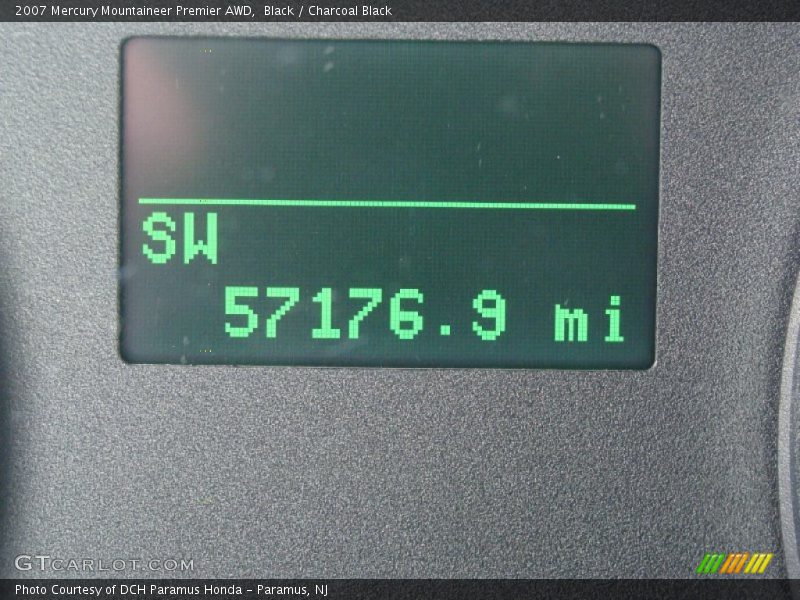 2007 Mercury Mountaineer Premier AWD,  Black / Charcoal Black
SW
57176.9 mi
GTCARLOT.COM
Photo Courtesy of DCH Paramus Honda - Paramus, NJ